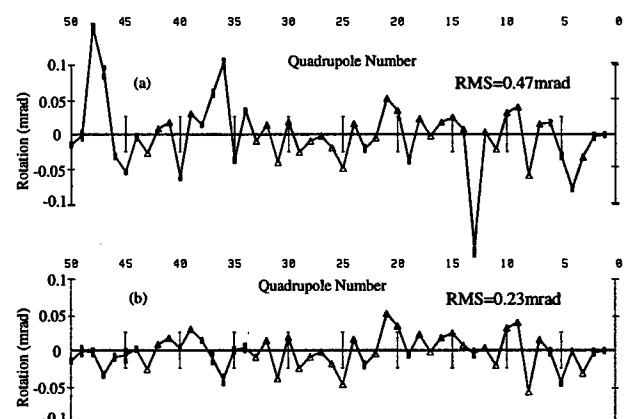 50 45 40 35 30 25 20 15 10 5 0
Quadrupole Number
(a)
RMS=0.47mrad
Rotation (mrad)
0.1
0.05
0
-0.05
-0.1
50 45 40 35 30 25 20 15 10 5 0
Quadrupole Number
(b)
RMS=0.23mrad
Rotation (mrad)
0.1
0.05
0
-0.05
-0.1